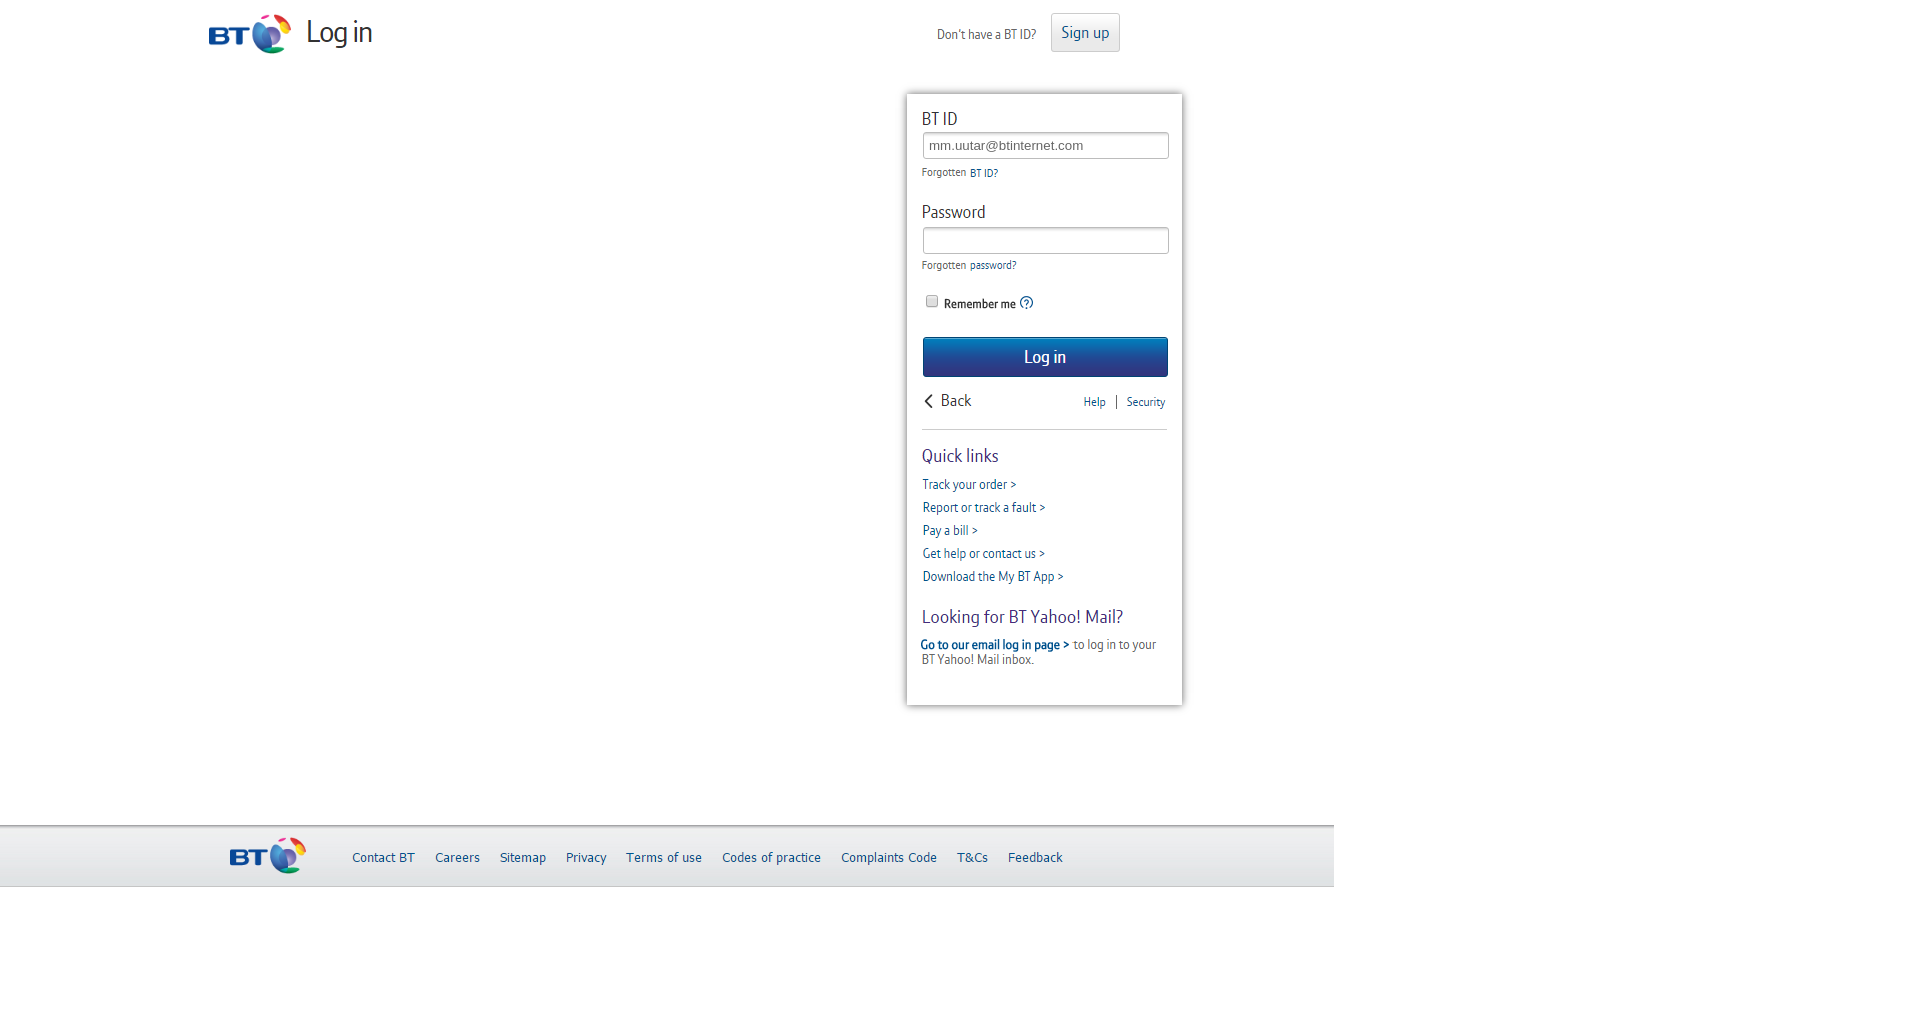 BT Log in
Don't have a BT ID? Sign up
BT ID
mm.uutar@btinternet.com
Forgotten BT ID?
Password
Forgotten password?
Remember me ?
Log in
Back Help | Security
Quick links
Track your order >
Report or track a fault >
Pay a bill >
Get help or contact us >
Download the My BT App >
Looking for BT Yahoo! Mail?
Go to our email log in page > to log in to your
BT Yahoo! Mail inbox.
BT Contact BT Careers Sitemap Privacy Terms of use Codes of practice Complaints Code T&Cs Feedback